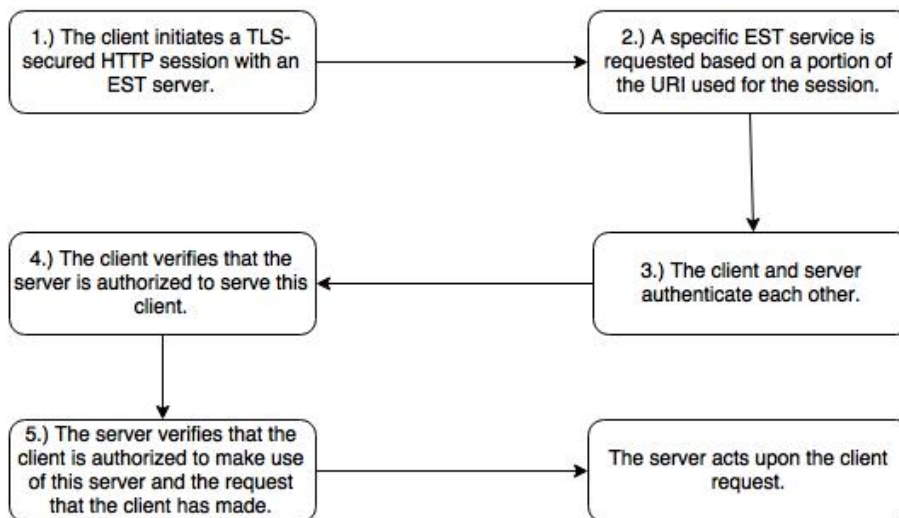 1.) The client initiates a TLS-
secured HTTP session with an
EST server.
2.) A specific EST service is
requested based on a portion of
the URI used for the session.
3.) The client and server
authenticate each other.
4.) The client verifies that the
server is authorized to serve this
client.
5.) The server verifies that the
client is authorized to make use
of this server and the request
that the client has made.
The server acts upon the client
request.